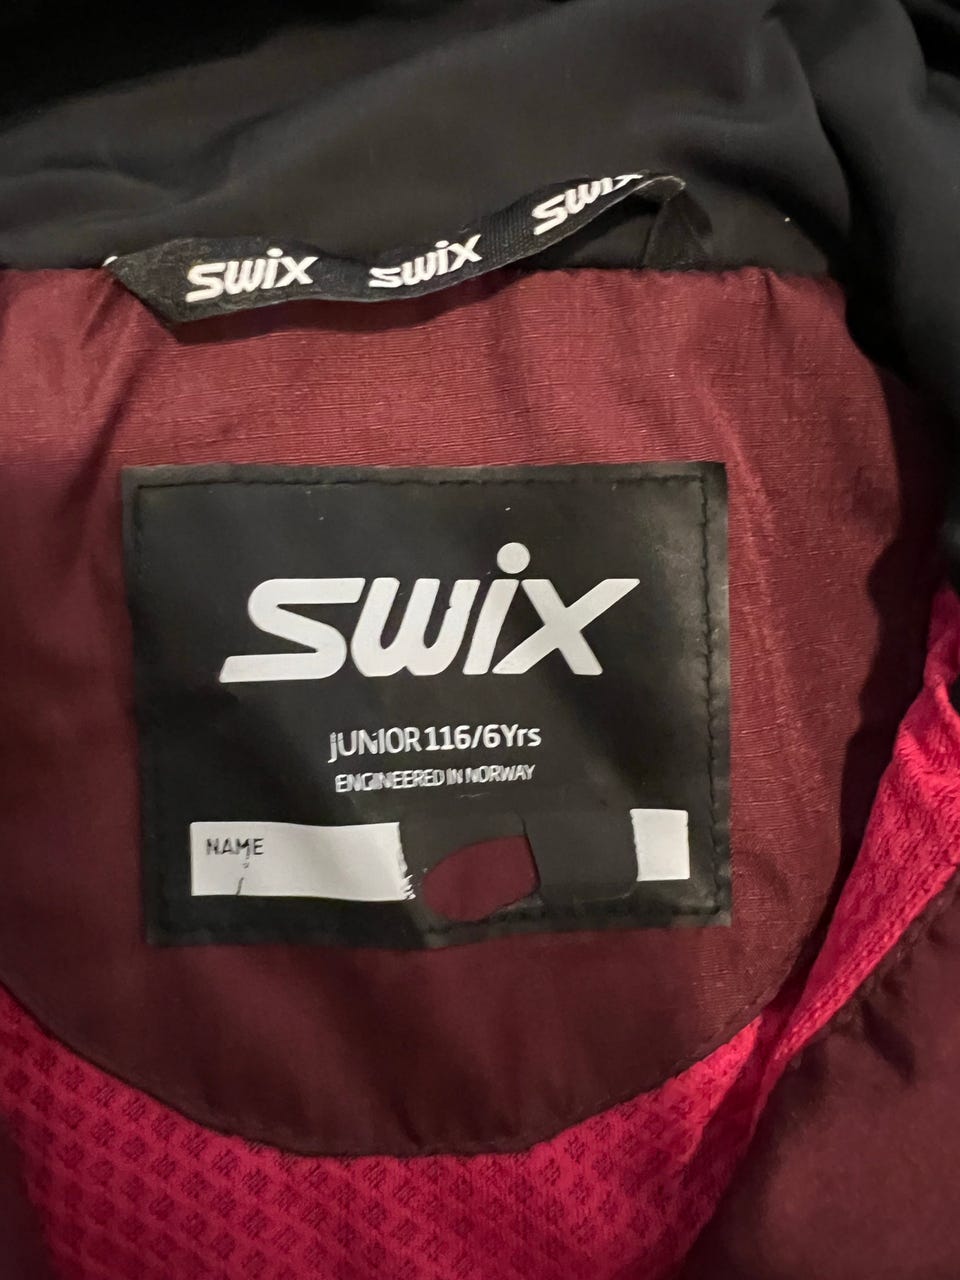 swix swix swix
swix
JUNIOR 116/6Yrs
ENGINEERED IN NORWAY
NAME